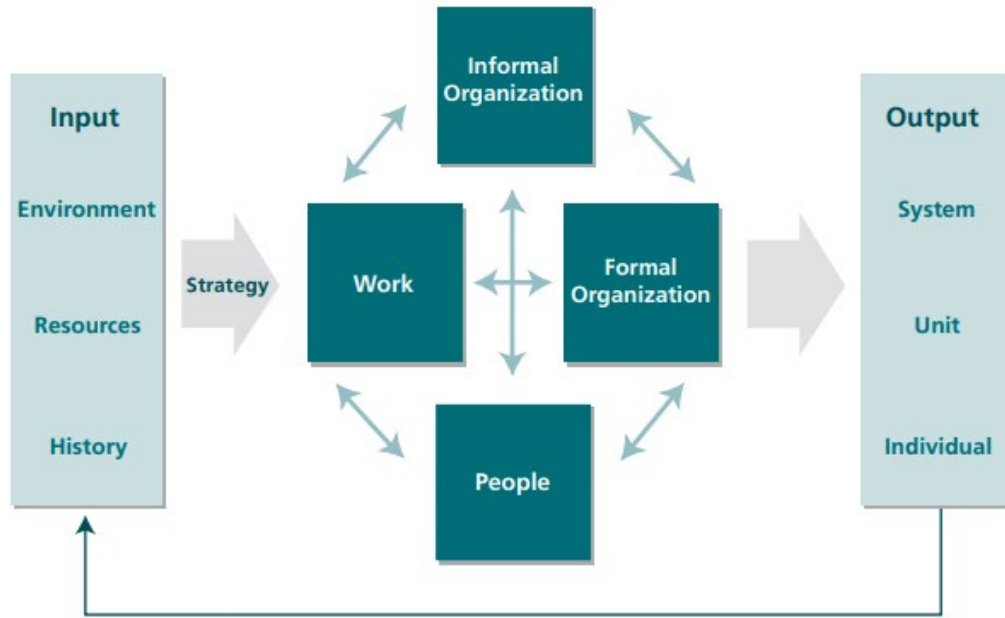 Input
Environment
Resources
History
Strategy
Informal
Organization
Work
Formal
Organization
People
Output
System
Unit
Individual